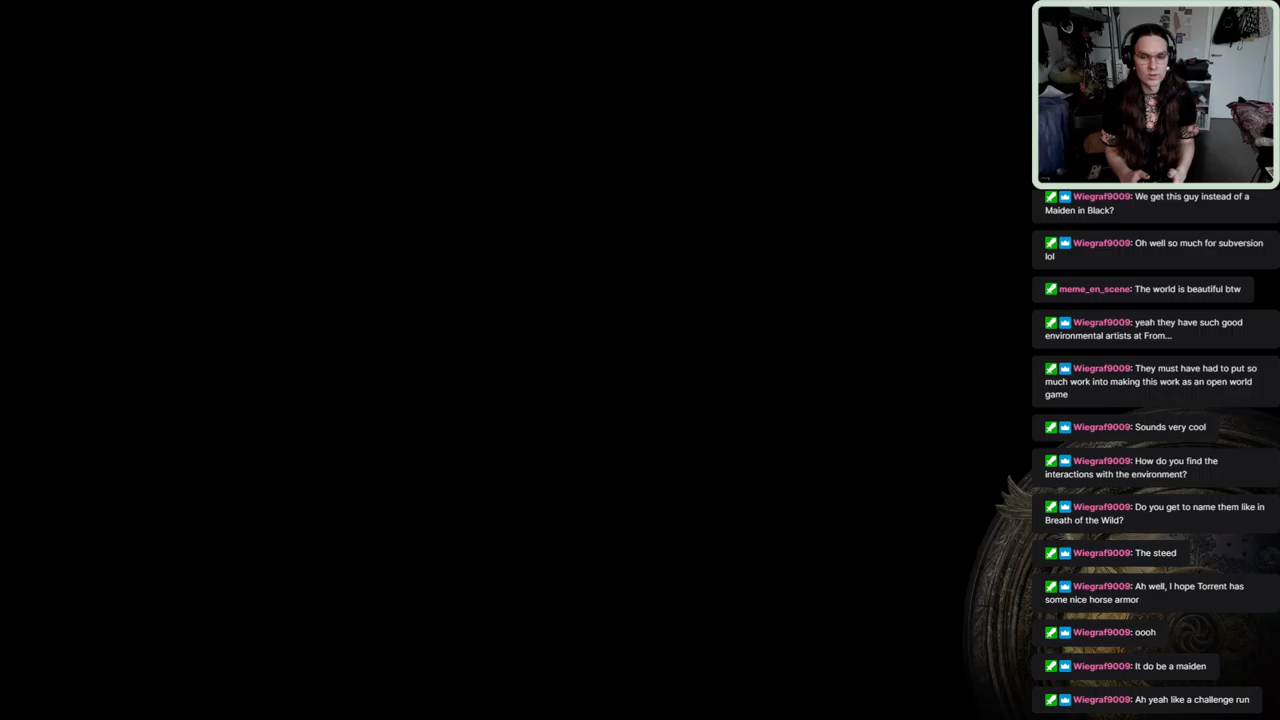 Wiegraf9009: We get this guy instead of a
Maiden in Black?
Wiegraf9009: Oh well so much for subversion
lol
meme_en_scene: The world is beautiful btw
Wiegraf9009: yeah they have such good
environmental artists at From...
Wiegraf9009: They must have had to put so
much work into making this work as an open world
game
Wiegraf9009: Sounds very cool
Wiegraf9009: How do you find the
interactions with the environment?
Wiegraf9009: Do you get to name them like in
Breath of the Wild?
Wiegraf9009: The steed
Wiegraf9009: Ah well, I hope Torrent has
some nice horse armor
Wiegraf9009: oooh
Wiegraf9009: It do be a maiden
Wiegraf9009: Ah yeah like a challenge run